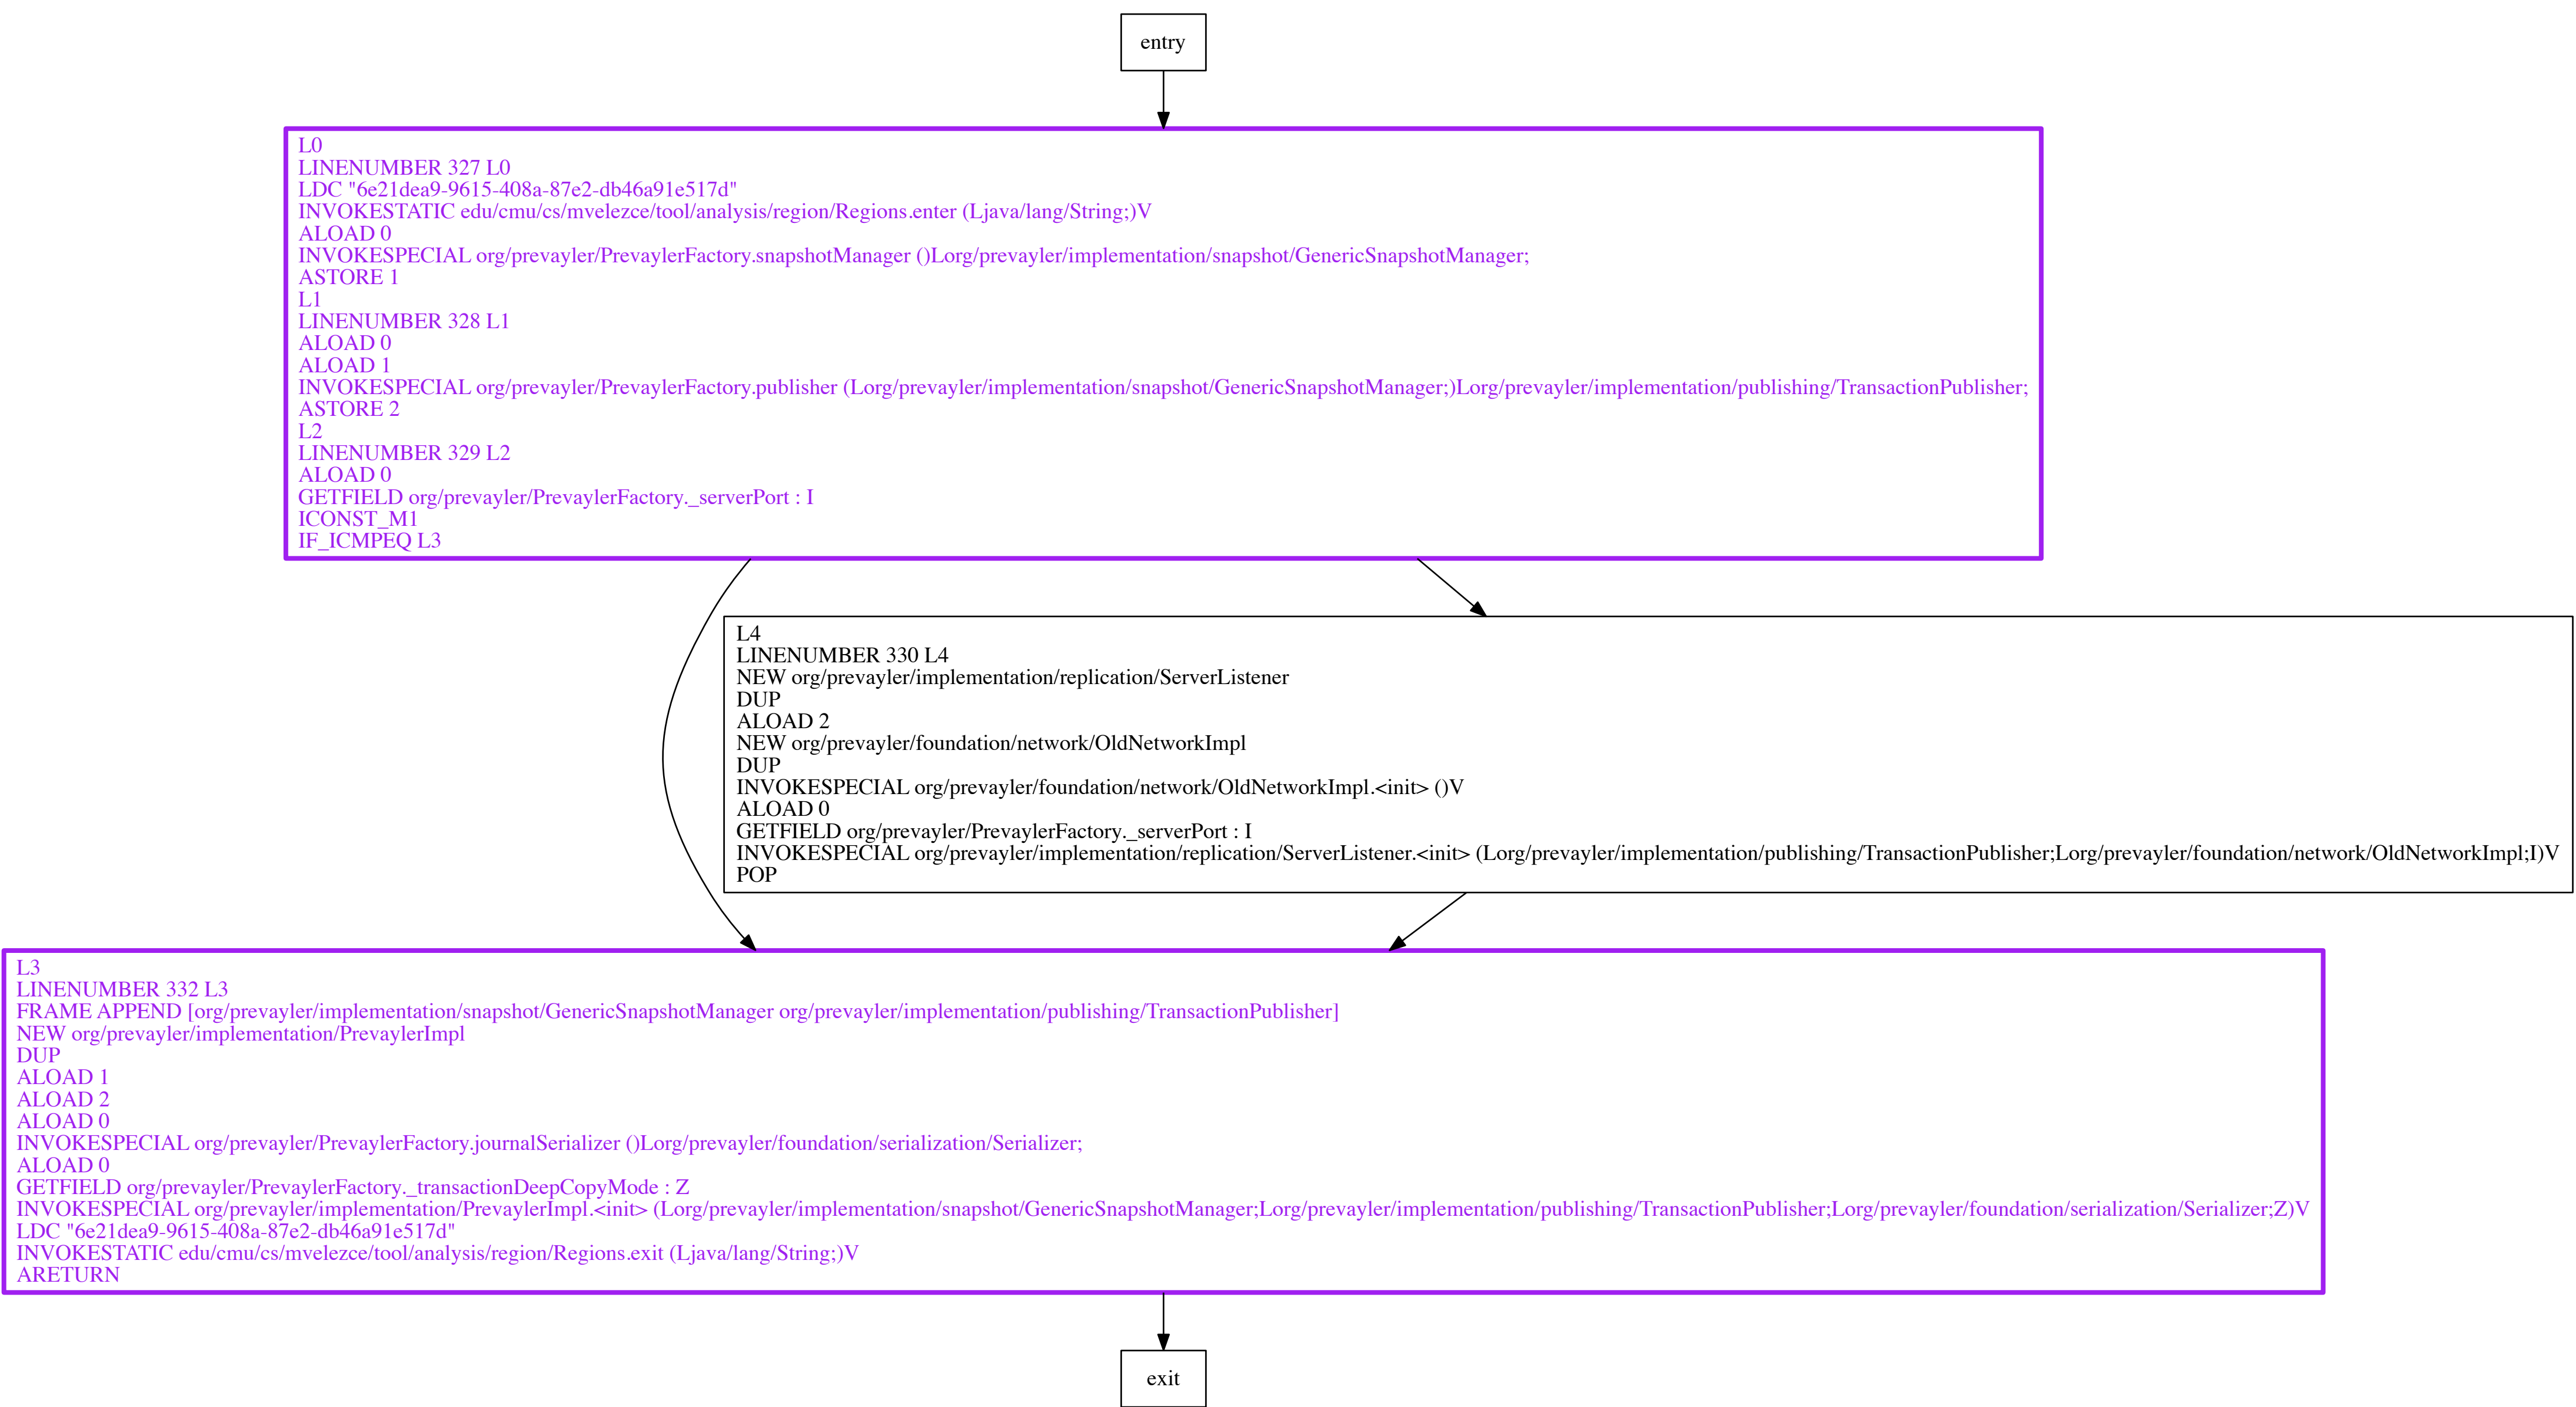 entry
L0
LINENUMBER 327 L0
LDC "6e21dea9-9615-408a-87e2-db46a91e517d"
INVOKESTATIC edu/cmu/cs/mvelezce/tool/analysis/region/Regions.enter (Ljava/lang/String;)V
ALOAD 0
INVOKESPECIAL org/prevayler/PrevaylerFactory.snapshotManager ()Lorg/prevayler/implementation/snapshot/GenericSnapshotManager;
ASTORE 1
L1
LINENUMBER 328 L1
ALOAD 0
ALOAD 1
INVOKESPECIAL org/prevayler/PrevaylerFactory.publisher (Lorg/prevayler/implementation/snapshot/GenericSnapshotManager;)Lorg/prevayler/implementation/publishing/TransactionPublisher;
ASTORE 2
L2
LINENUMBER 329 L2
ALOAD 0
GETFIELD org/prevayler/PrevaylerFactory._serverPort : I
ICONST_M1
IF_ICMPEQ L3
L4
LINENUMBER 330 L4
NEW org/prevayler/implementation/replication/ServerListener
DUP
ALOAD 2
NEW org/prevayler/foundation/network/OldNetworkImpl
DUP
INVOKESPECIAL org/prevayler/foundation/network/OldNetworkImpl.<init> ()V
ALOAD 0
GETFIELD org/prevayler/PrevaylerFactory._serverPort : I
INVOKESPECIAL org/prevayler/implementation/replication/ServerListener.<init> (Lorg/prevayler/implementation/publishing/TransactionPublisher;Lorg/prevayler/foundation/network/OldNetworkImpl;I)V
POP
L3
LINENUMBER 332 L3
FRAME APPEND [org/prevayler/implementation/snapshot/GenericSnapshotManager org/prevayler/implementation/publishing/TransactionPublisher]
NEW org/prevayler/implementation/PrevaylerImpl
DUP
ALOAD 1
ALOAD 2
ALOAD 0
INVOKESPECIAL org/prevayler/PrevaylerFactory.journalSerializer ()Lorg/prevayler/foundation/serialization/Serializer;
ALOAD 0
GETFIELD org/prevayler/PrevaylerFactory._transactionDeepCopyMode : Z
INVOKESPECIAL org/prevayler/implementation/PrevaylerImpl.<init> (Lorg/prevayler/implementation/snapshot/GenericSnapshotManager;Lorg/prevayler/implementation/publishing/TransactionPublisher;Lorg/prevayler/foundation/serialization/Serializer;Z)V
LDC "6e21dea9-9615-408a-87e2-db46a91e517d"
INVOKESTATIC edu/cmu/cs/mvelezce/tool/analysis/region/Regions.exit (Ljava/lang/String;)V
ARETURN
exit